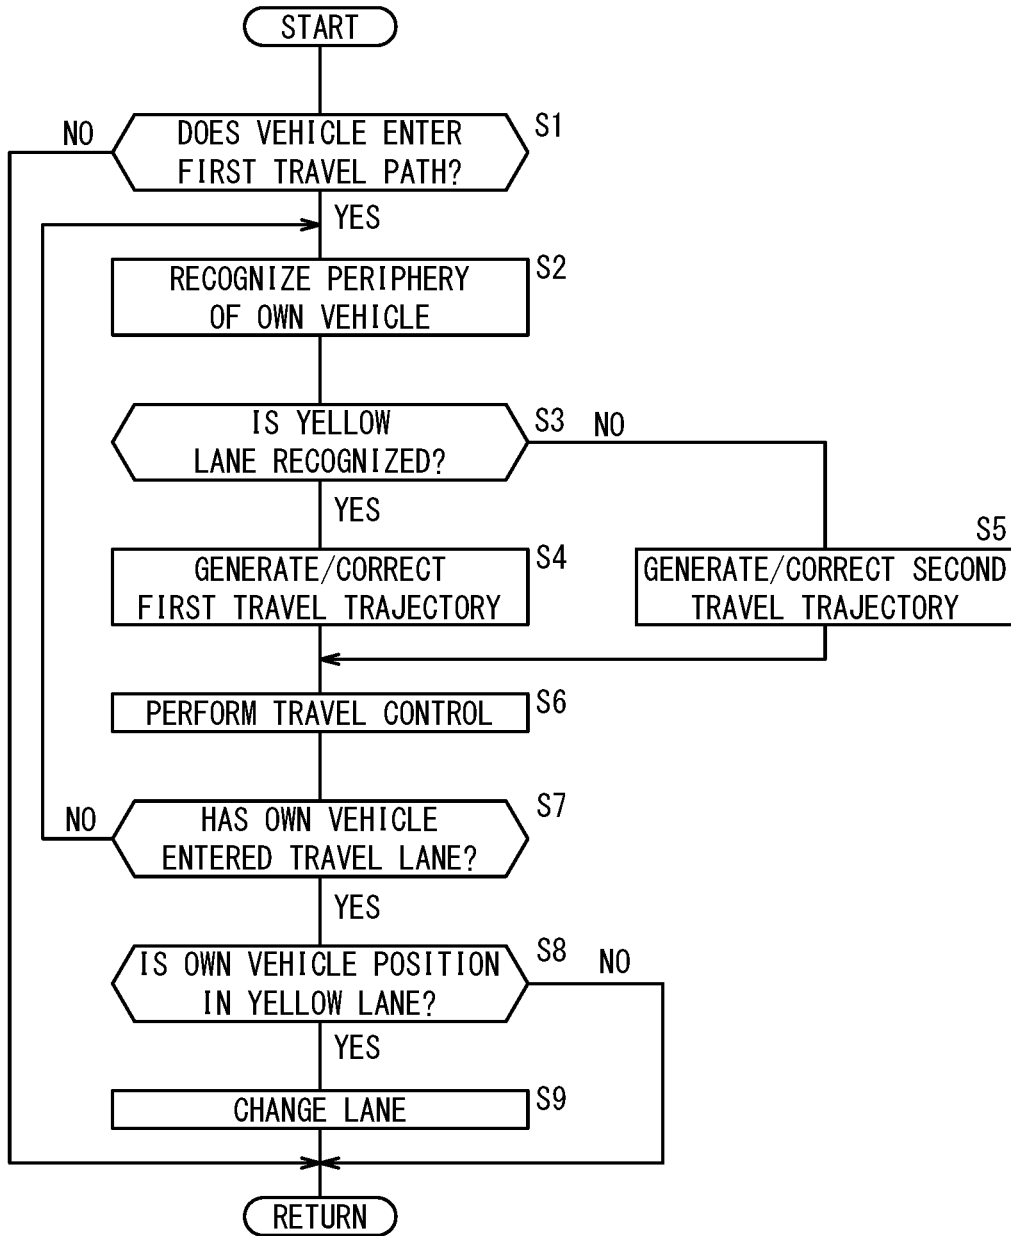 START
NO
DOES VEHICLE ENTER
FIRST TRAVEL PATH?
S1
YES
RECOGNIZE PERIPHERY
OF OWN VEHICLE
S2
IS YELLOW
LANE RECOGNIZED?
S3
NO
YES
GENERATE/CORRECT
FIRST TRAVEL TRAJECTORY
S4
S5
GENERATE/CORRECT SECOND
TRAVEL TRAJECTORY
PERFORM TRAVEL CONTROL
S6
NO
HAS OWN VEHICLE
ENTERED TRAVEL LANE?
S7
YES
IS OWN VEHICLE POSITION
IN YELLOW LANE?
S8
NO
YES
CHANGE LANE
S9
RETURN